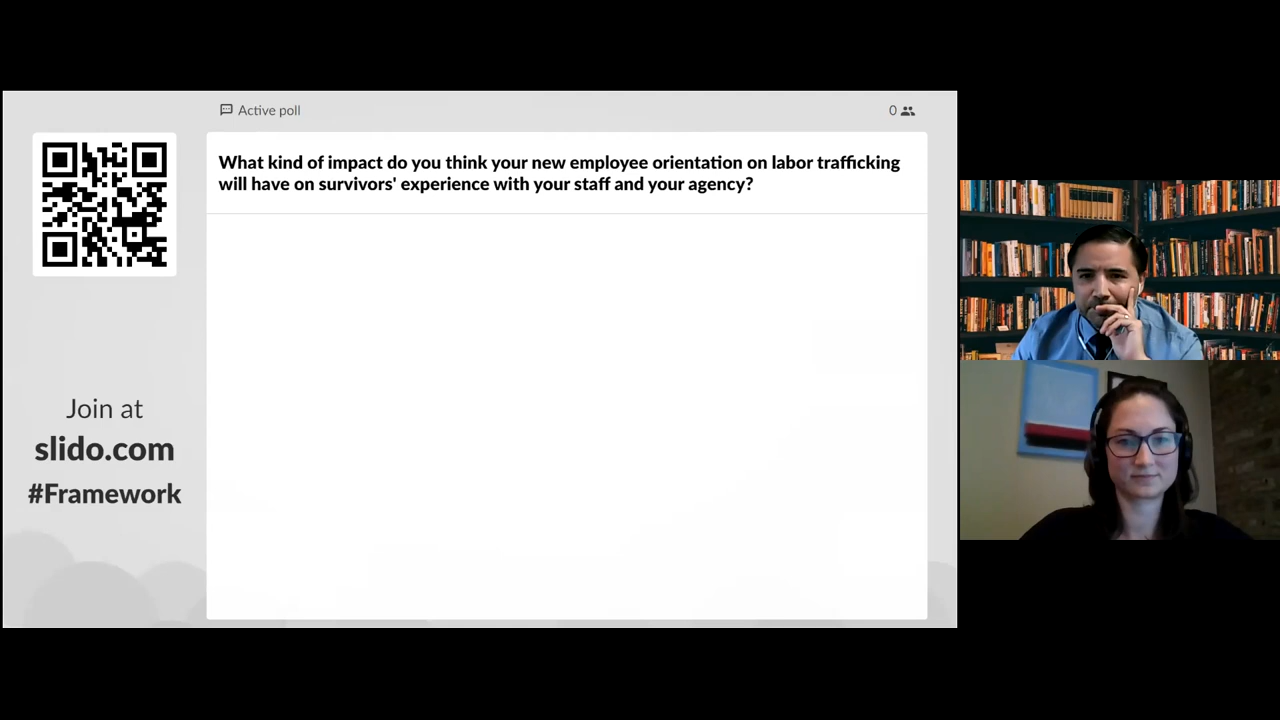 Active poll
0
What kind of impact do you think your new employee orientation on labor trafficking
will have on survivors' experience with your staff and your agency?
Join at
slido.com
#Framework